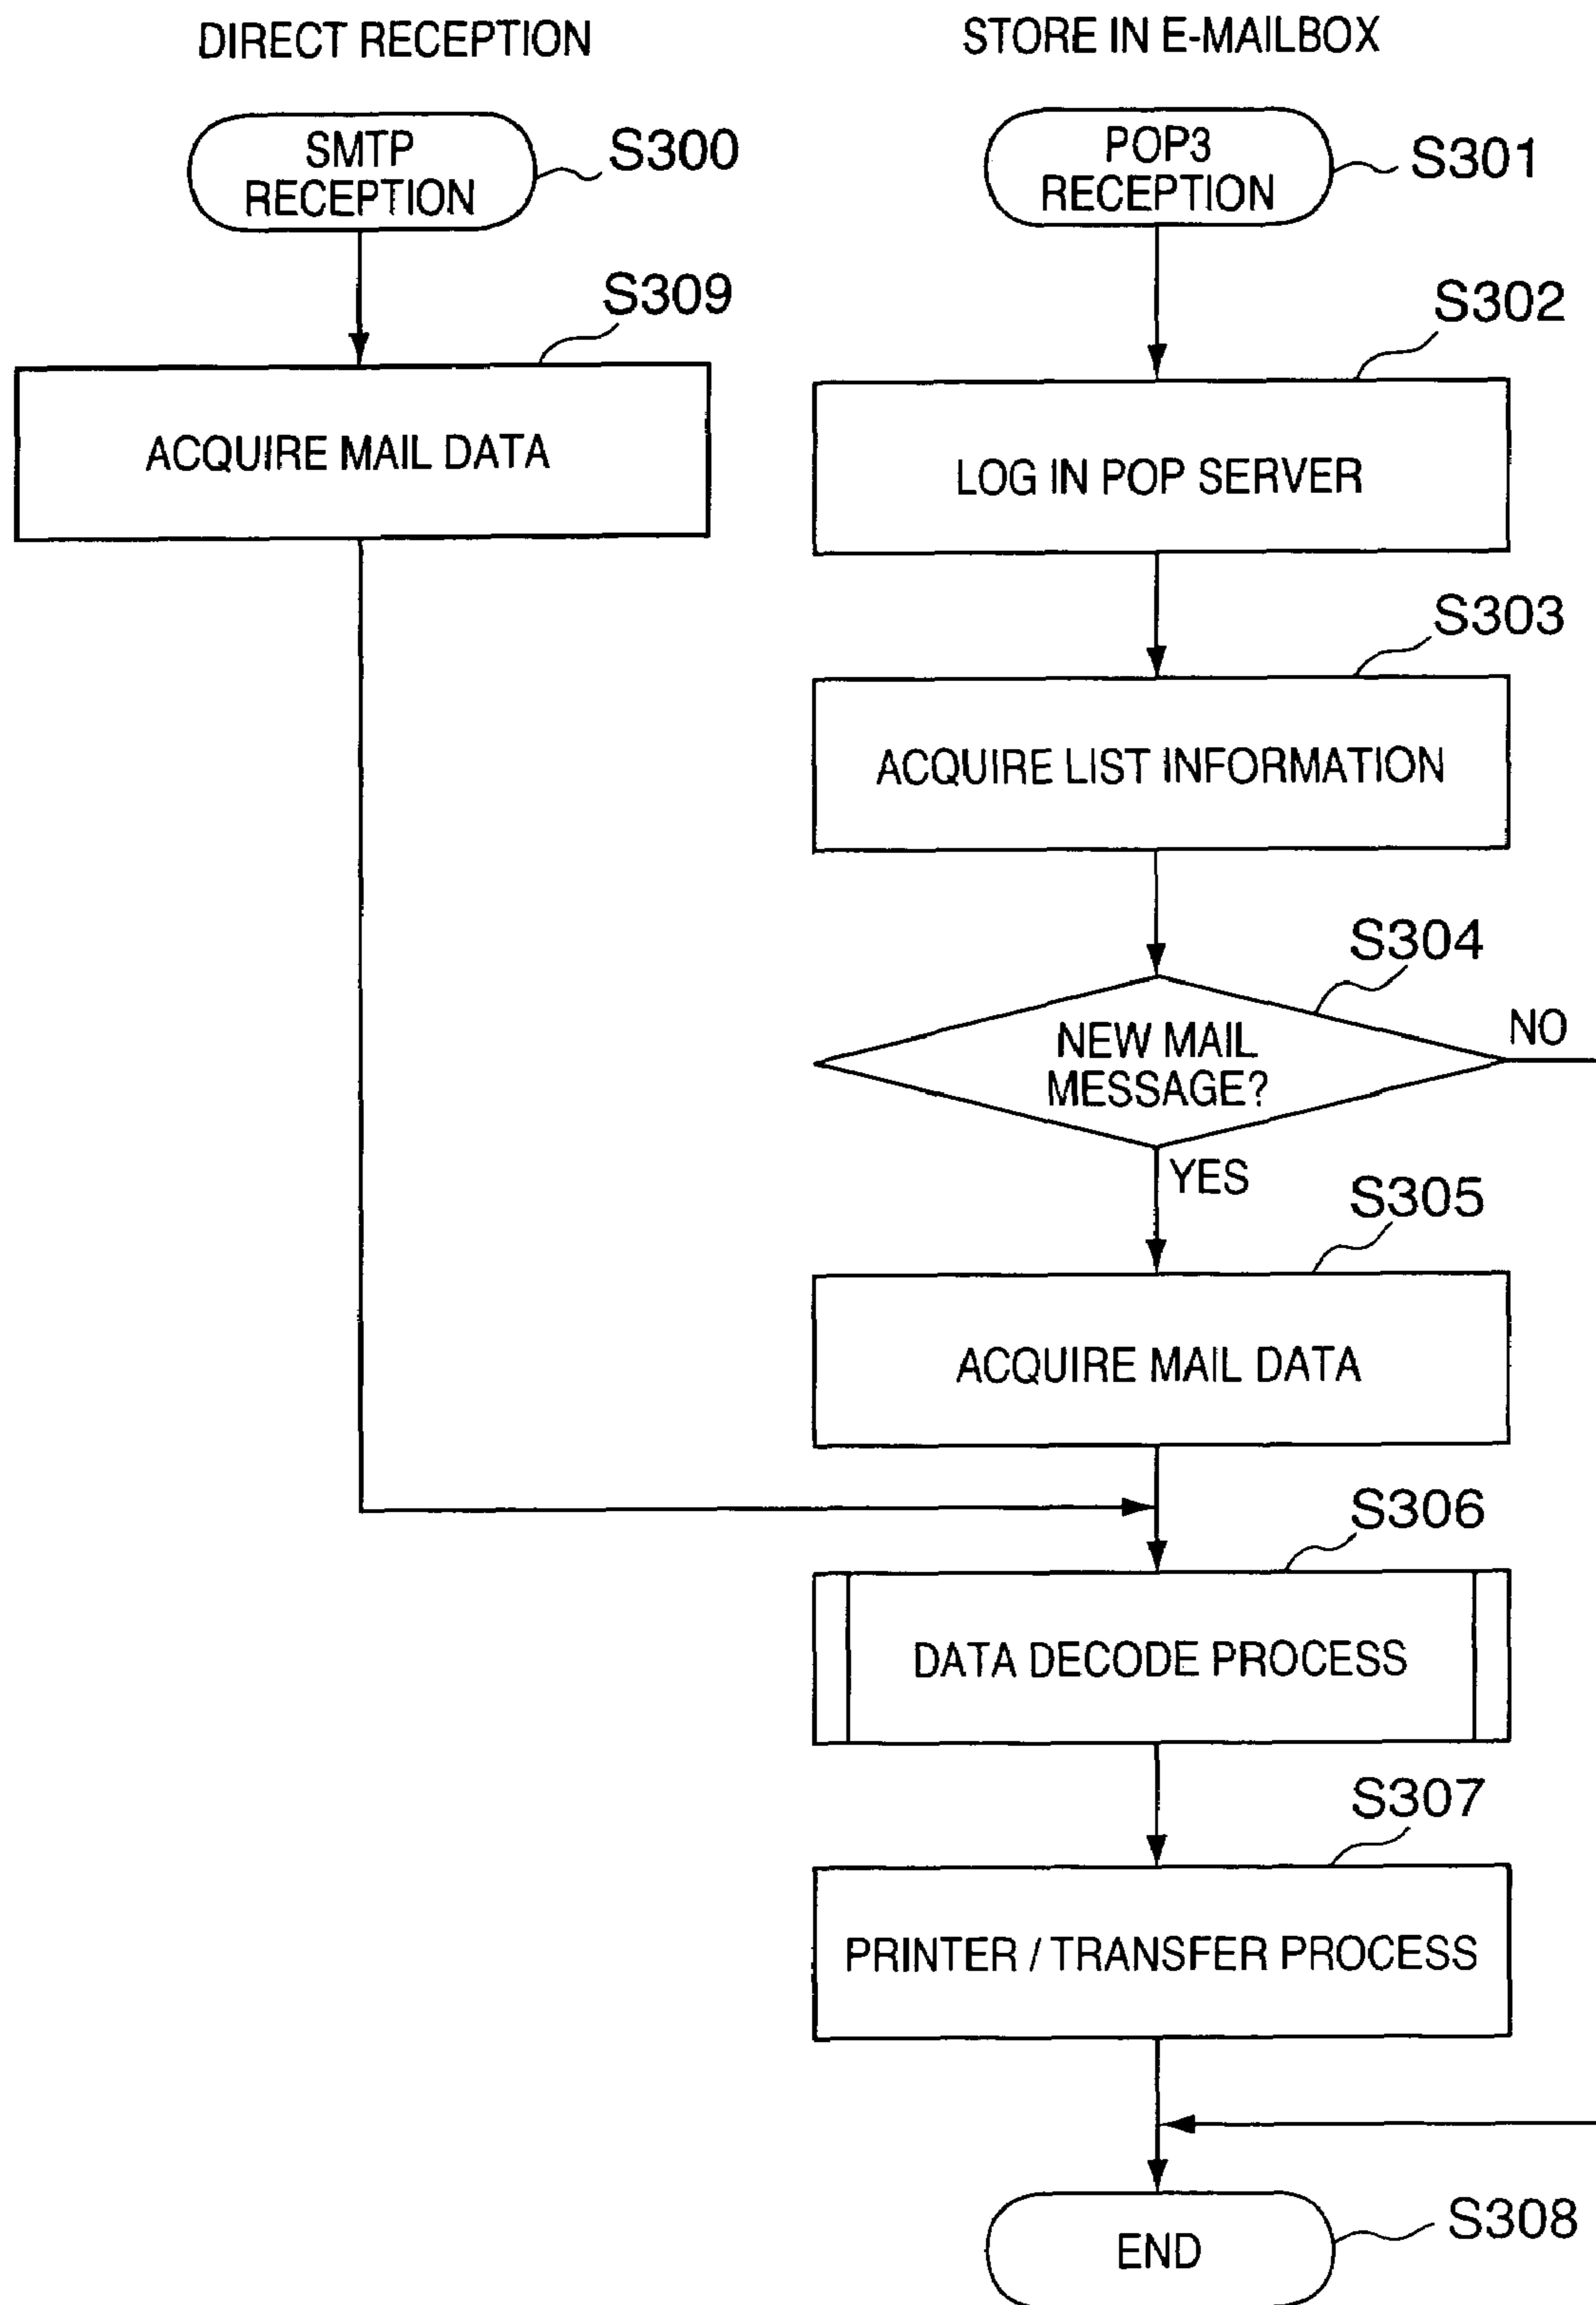 DIRECT RECEPTION
STORE IN E-MAILBOX
SMTP
RECEPTION
S300
POP3
RECEPTION
S301
S309
ACQUIRE MAIL DATA
S302
LOG IN POP SERVER
S303
ACQUIRE LIST INFORMATION
S304
NEW MAIL
MESSAGE?
NO
YES
S305
ACQUIRE MAIL DATA
S306
DATA DECODE PROCESS
S307
PRINTER / TRANSFER PROCESS
END
S308